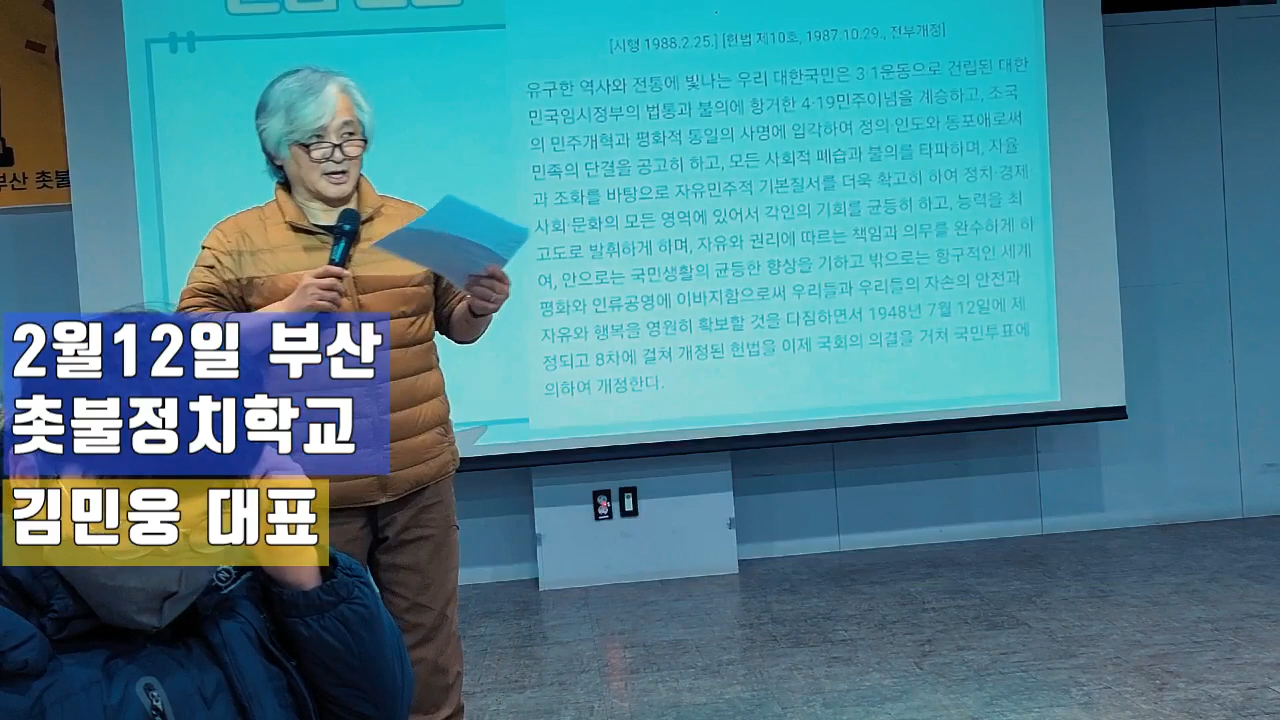 [시행 1988.2.25.] [헌법 제10호, 1987.10.29., 전부개정]
유구한 역사와 전통에 빛나는 우리 대한국민은 3·1운동으로 건립된 대한
민국임시정부의 법통과 불의에 항거한 4·19민주이념을 계승하고, 조국
의 민주개혁과 평화적 통일의 사명에 입각하여 정의·인도와 동포애로써
민족의 단결을 공고히 하고, 모든 사회적 폐습과 불의를 타파하며, 자율
과 조화를 바탕으로 자유민주적 기본질서를 더욱 확고히 하여 정치·경제·
사회·문화의 모든 영역에 있어서 각인의 기회를 균등히 하고, 능력을 최
고도로 발휘하게 하며, 자유와 권리에 따르는 책임과 의무를 완수하게 하
여, 안으로는 국민생활의 균등한 향상을 기하고 밖으로는 항구적인 세계
평화와 인류공영에 이바지함으로써 우리들과 우리들의 자손의 안전과
자유와 행복을 영원히 확보할 것을 다짐하면서 1948년 7월 12일에 제
정되고 8차에 걸쳐 개정된 헌법을 이제 국회의 의결을 거쳐 국민투표에
의하여 개정한다.
부산 촛불
2월12일 부산
촛불정치학교
김민웅 대표